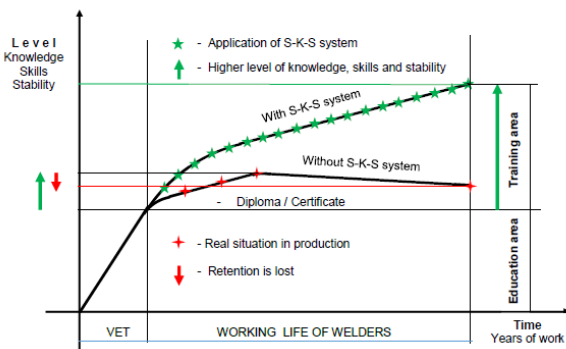 Level
Knowledge
Skills
Stability
- Application of S-K-S system
- Higher level of knowledge, skills and stability
With S-K-S system
Without S-K-S system
- Diploma / Certificate
- Real situation in production
- Retention is lost
Training area
Education area
VET
WORKING LIFE OF WELDERS
Time
Years of work